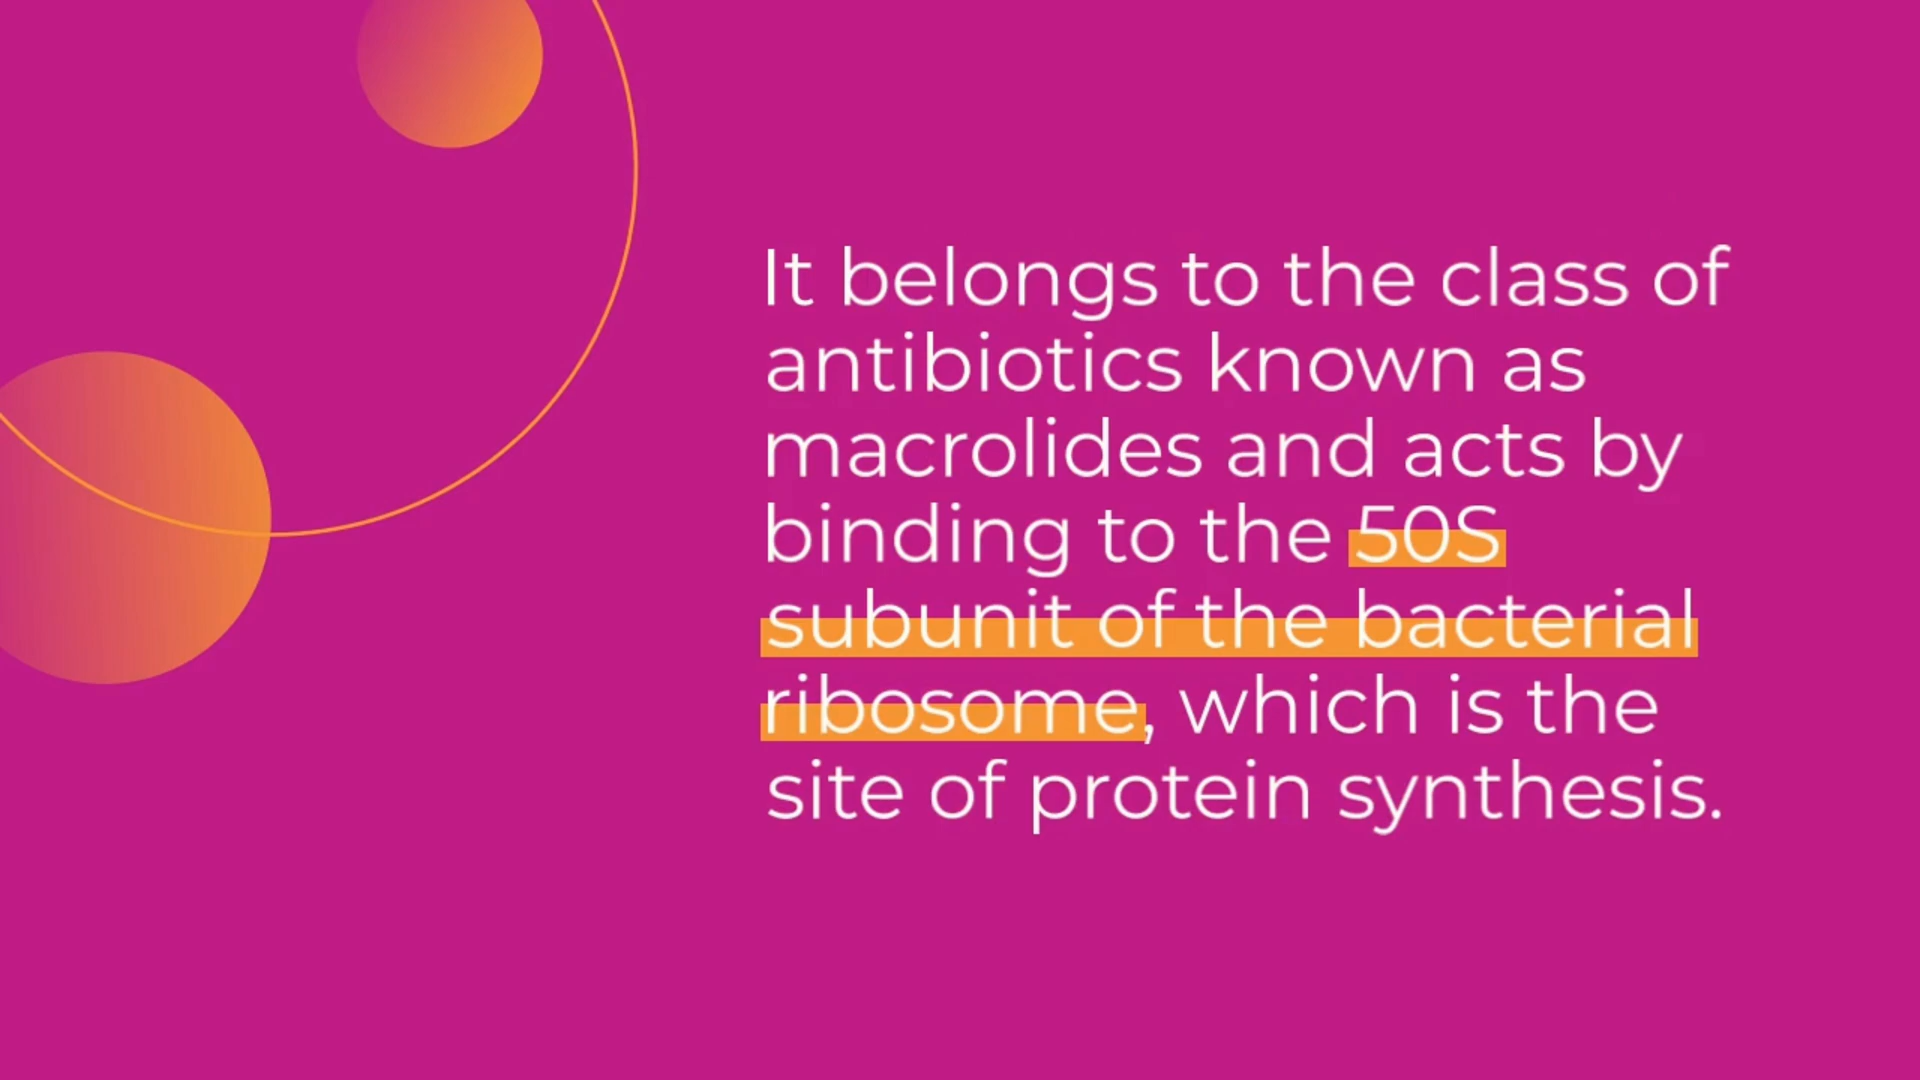 It belongs to the class of
antibiotics known as
macrolides and acts by
binding to the 50S
subunit of the bacterial
ribosome, which is the
site of protein synthesis.